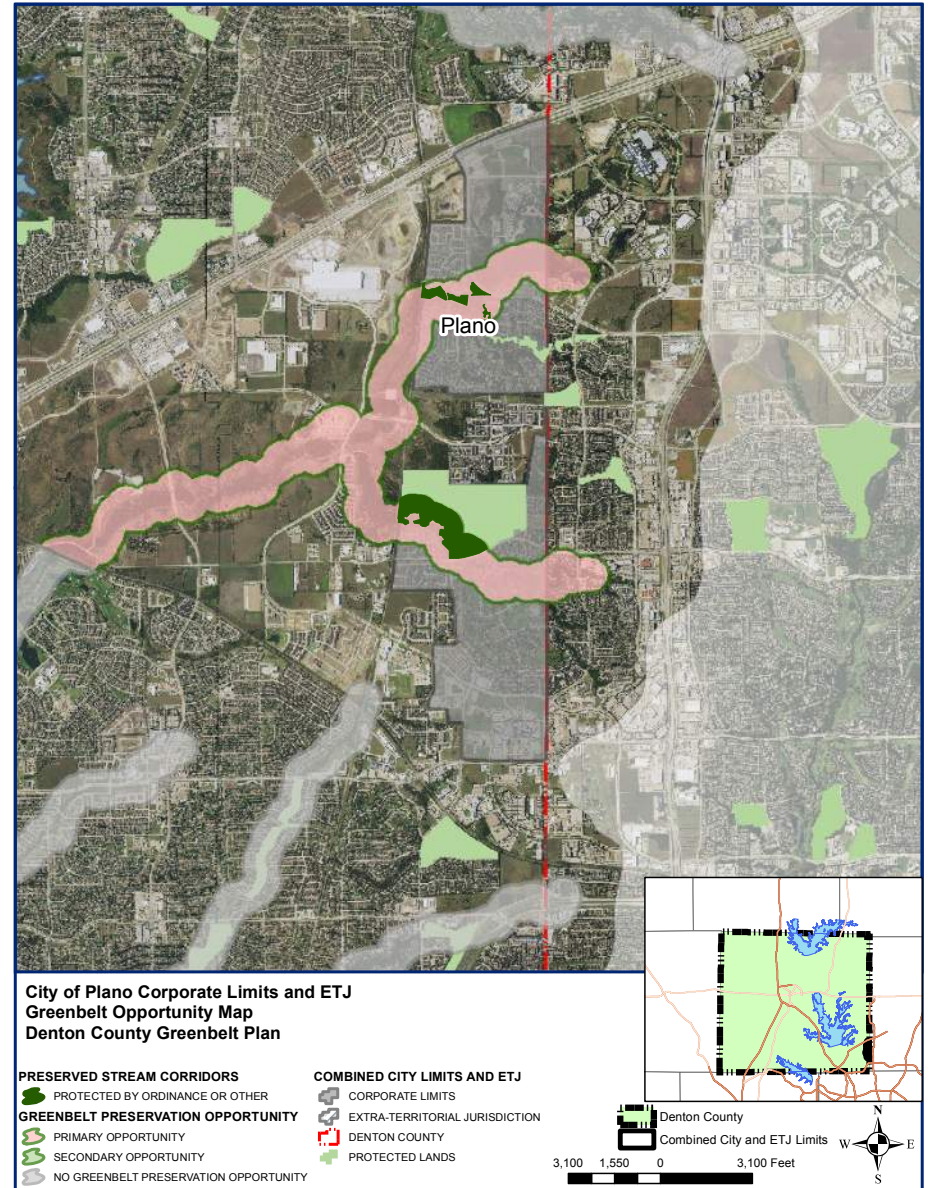 Plano
City of Plano Corporate Limits and ETJ
Greenbelt Opportunity Map
Denton County Greenbelt Plan
PRESERVED STREAM CORRIDORS
PROTECTED BY ORDINANCE OR OTHER
GREENBELT PRESERVATION OPPORTUNITY
PRIMARY OPPORTUNITY
SECONDARY OPPORTUNITY
NO GREENBELT PRESERVATION OPPORTUNITY
COMBINED CITY LIMITS AND ETJ
CORPORATE LIMITS
EXTRA-TERRITORIAL JURISDICTION
DENTON COUNTY
PROTECTED LANDS
Denton County
Combined City and ETJ Limits
N
W E
S
3,100 1,550 0 3,100 Feet